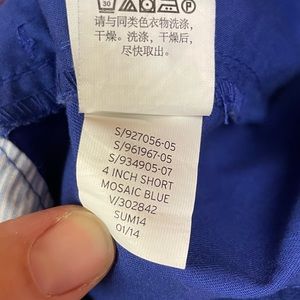 30
P
请与同类色衣物洗涤,
干燥。洗涤、干燥后,
尽快取出。
S/927056-05
S/961967-05
S/934905-07
4 INCH SHORT
MOSAIC BLUE
V/302842
SUM14
01/14